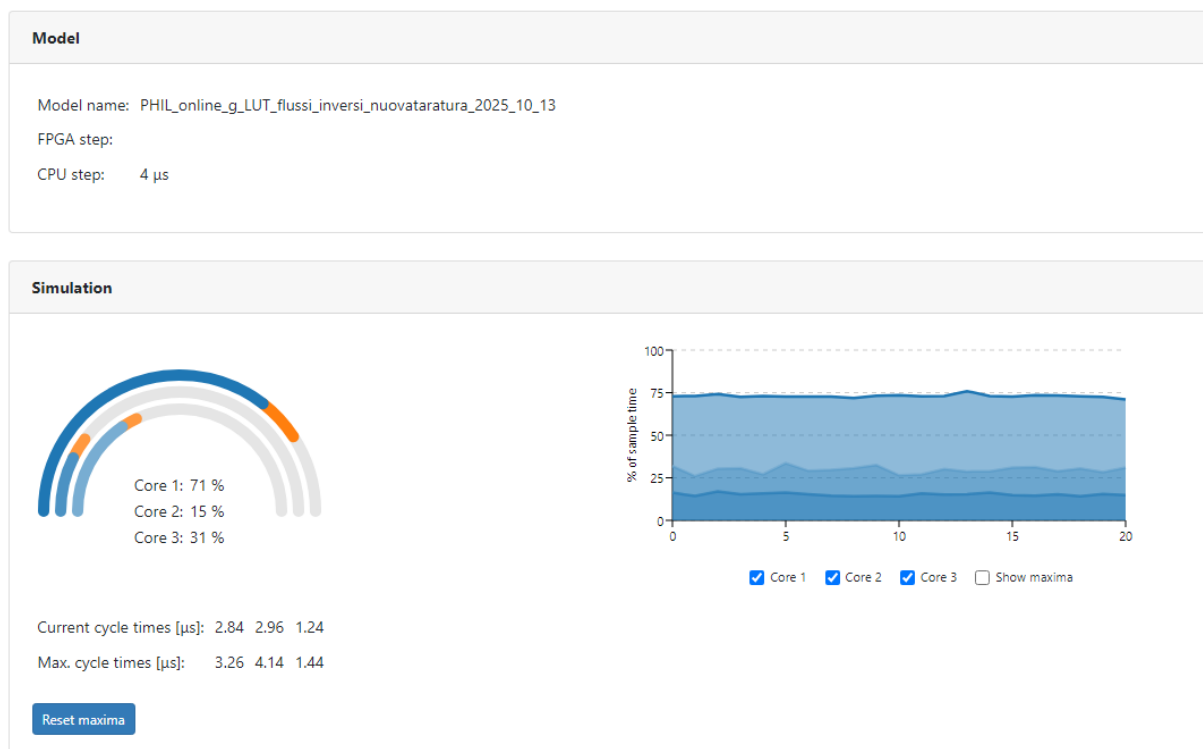 Model
Model name: PHIL_online_g_LUT_flussi_inversi_nuovataratura_2025_10_13
FPGA step:
CPU step: 4 µs
Simulation
Core 1: 71 %
Core 2: 15 %
Core 3: 31 %
Current cycle times [µs]: 2.84 2.96 1.24
Max. cycle times [µs]: 3.26 4.14 1.44
Reset maxima
% of sample time
100
75
50
25
0
0 5 10 15 20
Core 1 Core 2 Core 3 Show maxima